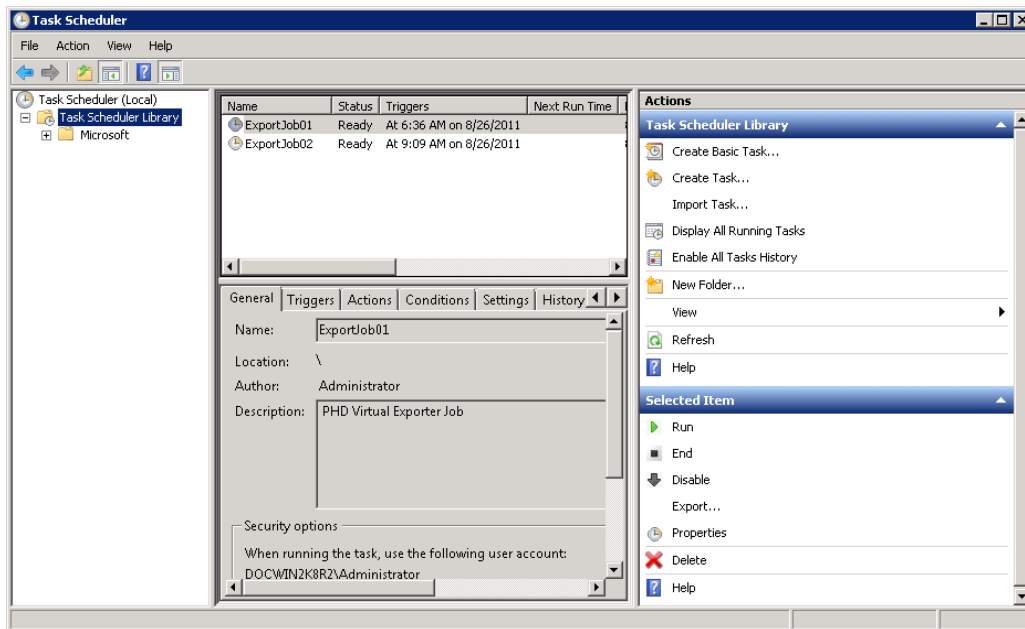 Task Scheduler
File Action View Help
Task Scheduler (Local)
Task Scheduler Library
Microsoft
Name Status Triggers Next Run Time
ExportJob01 Ready At 6:36 AM on 8/26/2011
ExportJob02 Ready At 9:09 AM on 8/26/2011
General Triggers Actions Conditions Settings History
Name: ExportJob01
Location: \
Author: Administrator
Description: PHD Virtual Exporter Job
Security options
When running the task, use the following user account:
DOCWIN2K8R2\Administrator
Actions
Task Scheduler Library
Create Basic Task...
Create Task...
Import Task...
Display All Running Tasks
Enable All Tasks History
New Folder...
View
Refresh
Help
Selected Item
Run
End
Disable
Export...
Properties
Delete
Help